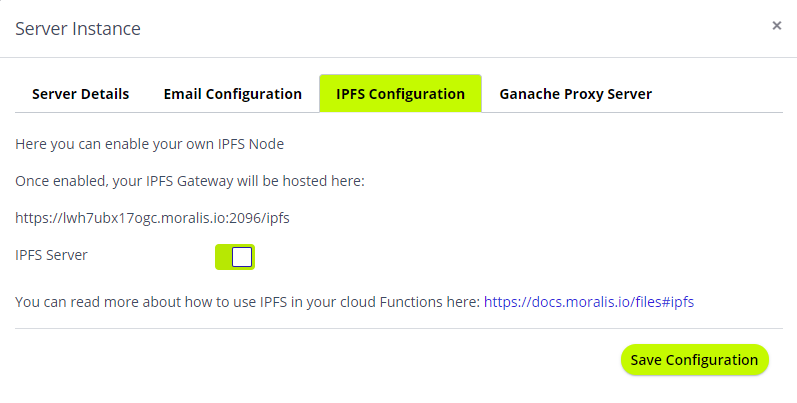 Server Instance
×
Server Details Email Configuration IPFS Configuration Ganache Proxy Server
Here you can enable your own IPFS Node
Once enabled, your IPFS Gateway will be hosted here:
https://lwh7ubx17ogc.moralis.io:2096/ipfs
IPFS Server
You can read more about how to use IPFS in your cloud Functions here: https://docs.moralis.io/files#ipfs
Save Configuration